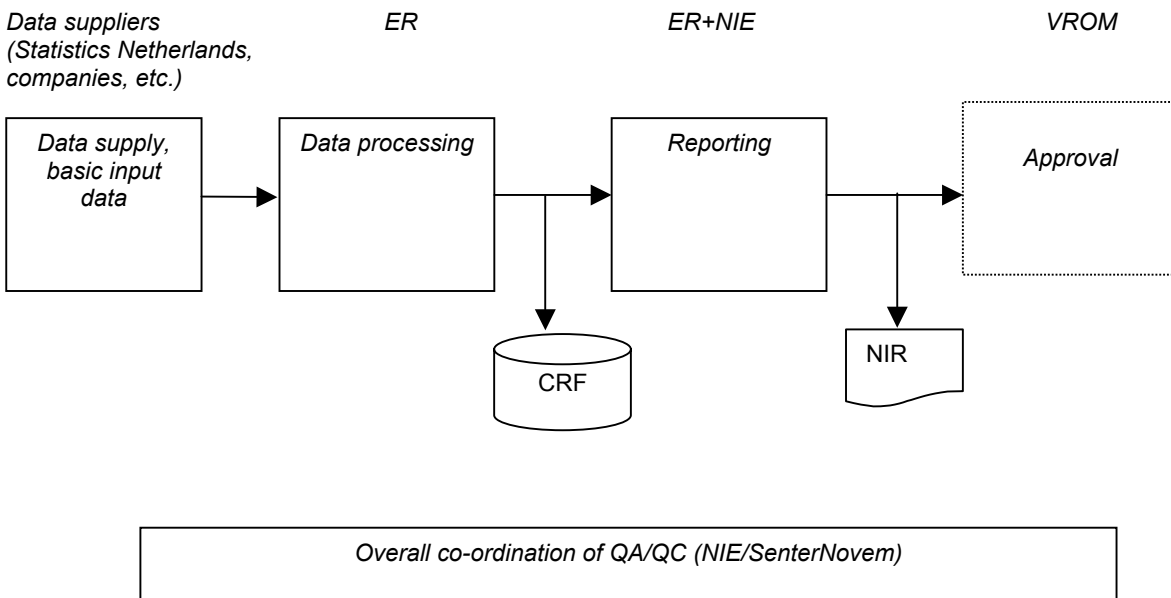 Data suppliers
(Statistics Netherlands,
companies, etc.)
ER
ER+NIE
VROM
Data supply,
basic input
data
Data processing
Reporting
Approval
CRF
NIR
Overall co-ordination of QA/QC (NIE/SenterNovem)